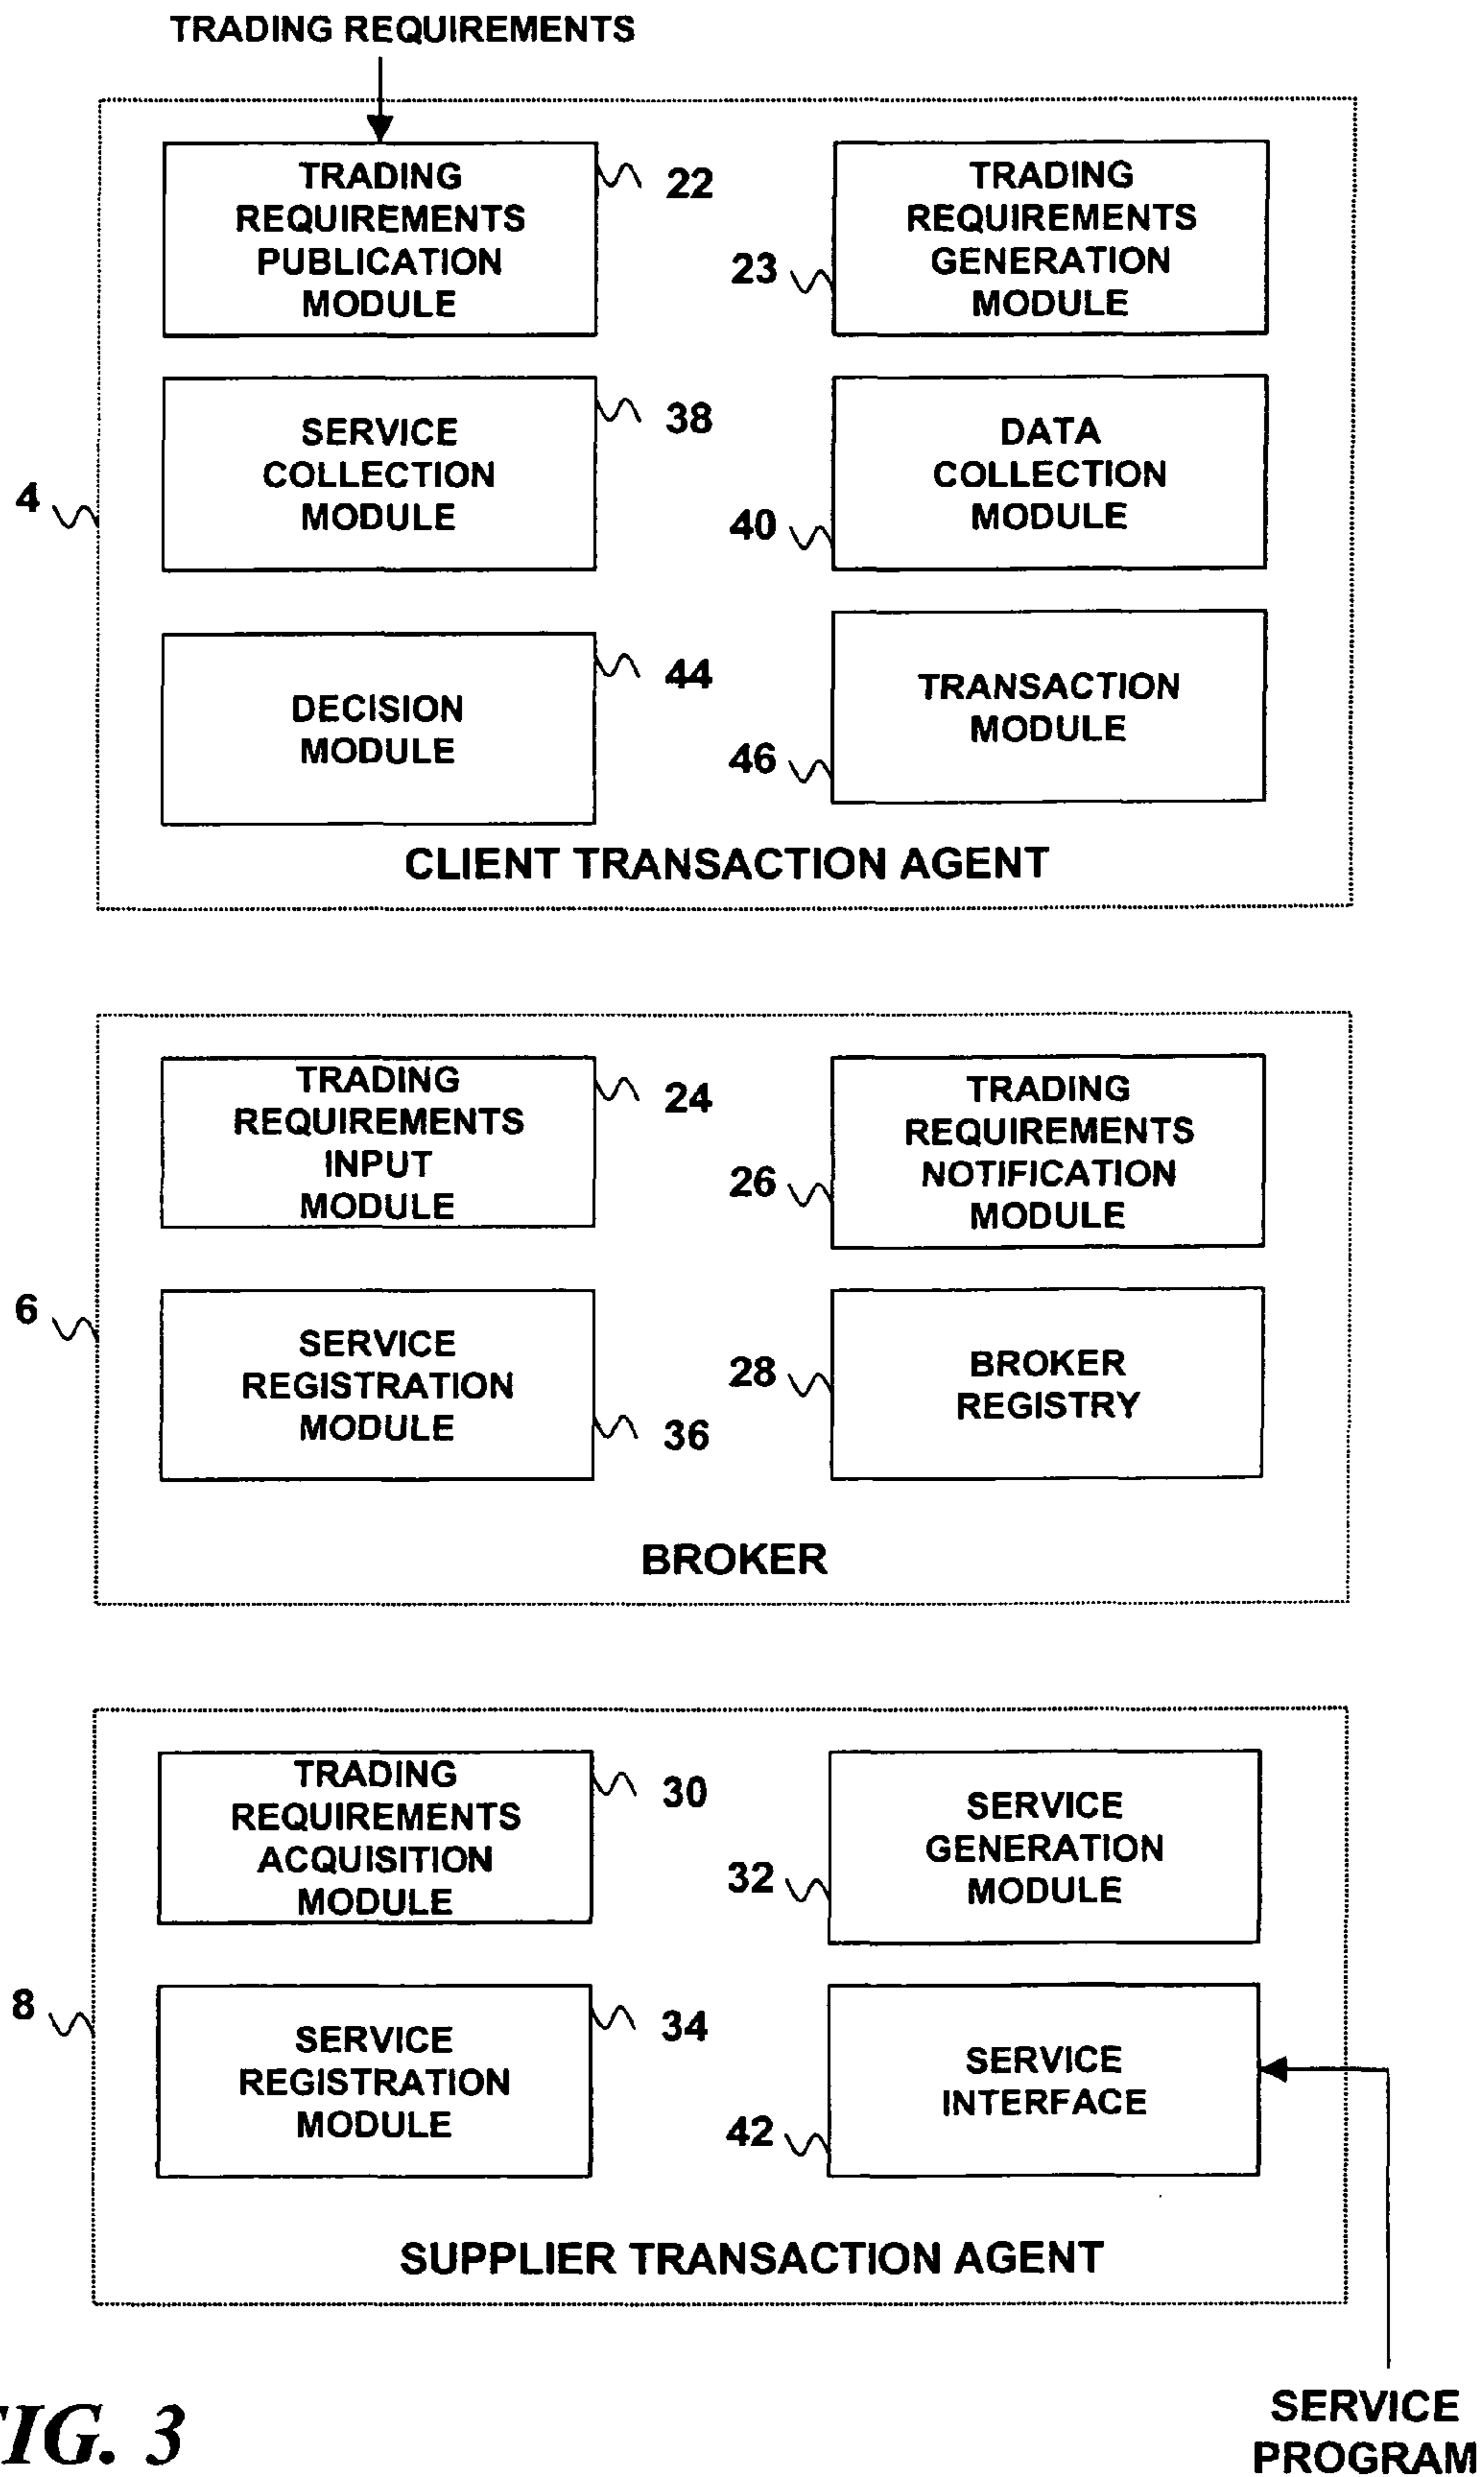 TRADING REQUIREMENTS
TRADING
REQUIREMENTS
PUBLICATION
MODULE
22
TRADING
REQUIREMENTS
GENERATION
MODULE
23
SERVICE
COLLECTION
MODULE
38
DATA
COLLECTION
MODULE
40
4
DECISION
MODULE
44
TRANSACTION
MODULE
46
CLIENT TRANSACTION AGENT
TRADING
REQUIREMENTS
INPUT
MODULE
24
TRADING
REQUIREMENTS
NOTIFICATION
MODULE
26
6
SERVICE
REGISTRATION
MODULE
36
BROKER
REGISTRY
28
BROKER
TRADING
REQUIREMENTS
ACQUISITION
MODULE
30
SERVICE
GENERATION
MODULE
32
8
SERVICE
REGISTRATION
MODULE
34
SERVICE
INTERFACE
42
SUPPLIER TRANSACTION AGENT
SERVICE
PROGRAM
FIG. 3